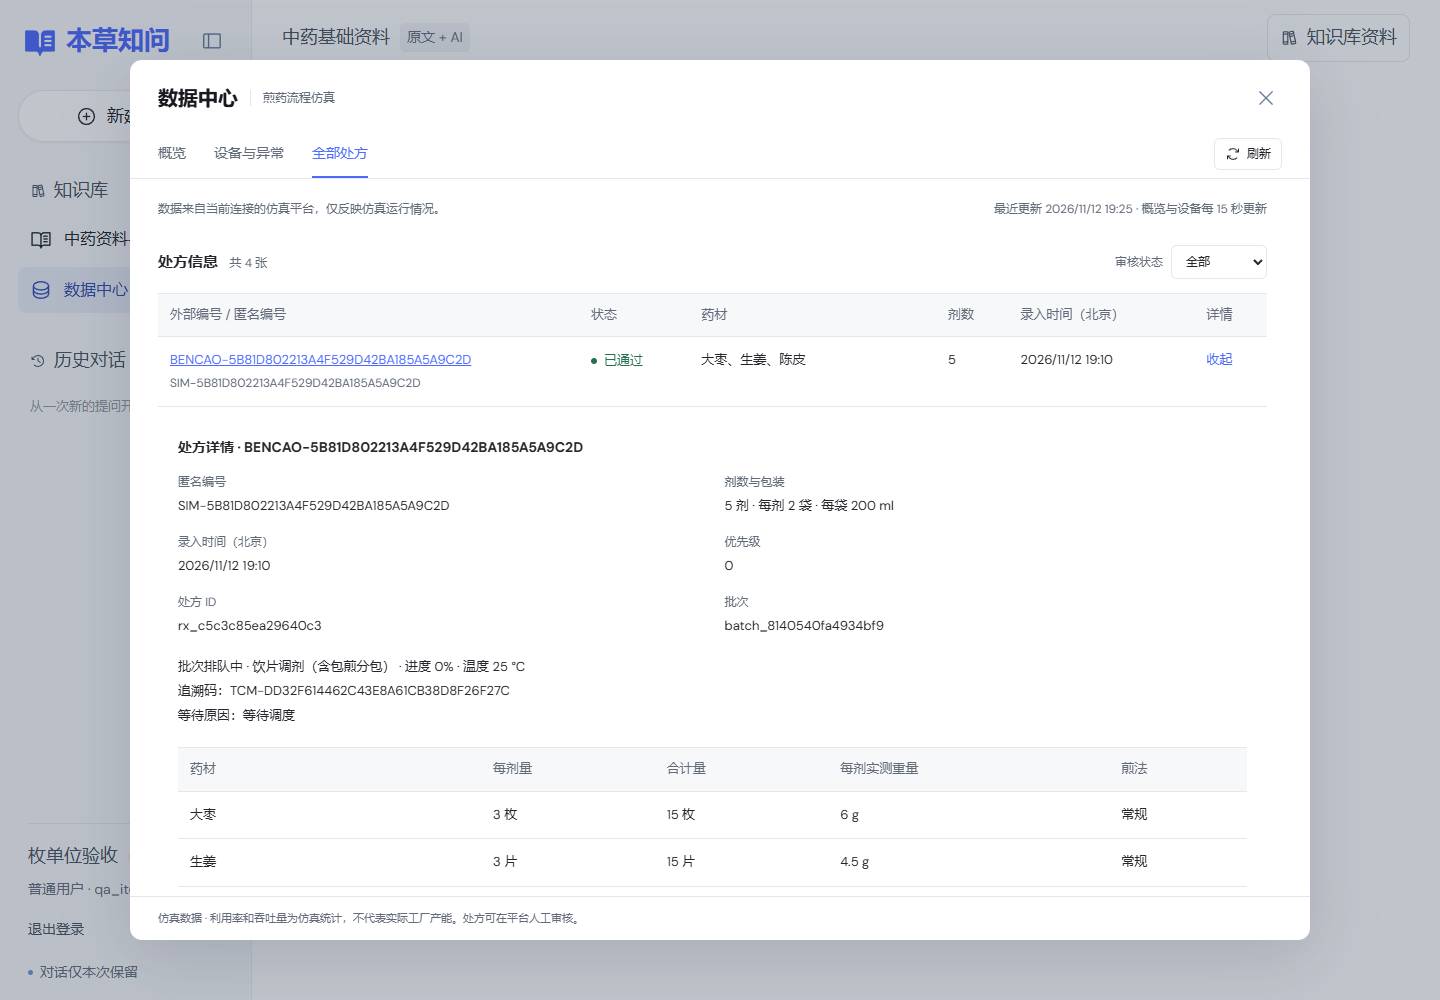 本草知问
中药基础资料
原文 + AI
知识库资料
新建
知识库
中药资料
数据中心
历史对话
从一次新的提问开
枚单位验收
普通用户 · qa_it
退出登录
对话仅本次保留
数据中心
煎药流程仿真
概览
设备与异常
全部处方
刷新
数据来自当前连接的仿真平台，仅反映仿真运行情况。
最近更新 2026/11/12 19:25 · 概览与设备每 15 秒更新
处方信息
共 4 张
审核状态
全部
外部编号 / 匿名编号 状态 药材 剂数 录入时间（北京） 详情
BENCAO-5B81D802213A4F529D42BA185A5A9C2D 已通过 大枣、生姜、陈皮 5 2026/11/12 19:10 收起
SIM-5B81D802213A4F529D42BA185A5A9C2D
处方详情 · BENCAO-5B81D802213A4F529D42BA185A5A9C2D
匿名编号
SIM-5B81D802213A4F529D42BA185A5A9C2D
剂数与包装
5 剂 · 每剂 2 袋 · 每袋 200 ml
录入时间（北京）
2026/11/12 19:10
优先级
0
处方 ID
rx_c5c3c85ea29640c3
批次
batch_8140540fa4934bf9
批次排队中 · 饮片调剂（含包煎分包） · 进度 0% · 温度 25 °C
追溯码：TCM-DD32F614462C43E8A61CB38D8F26F27C
等待原因：等待调度
药材 每剂量 合计量 每剂实测重量 煎法
大枣 3 枚 15 枚 6 g 常规
生姜 3 片 15 片 4.5 g 常规
仿真数据 · 利用率和吞吐量为仿真统计，不代表实际工厂产能。处方可在平台人工审核。